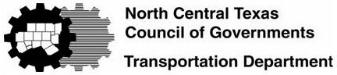 North Central Texas
Council of Governments
Transportation Department